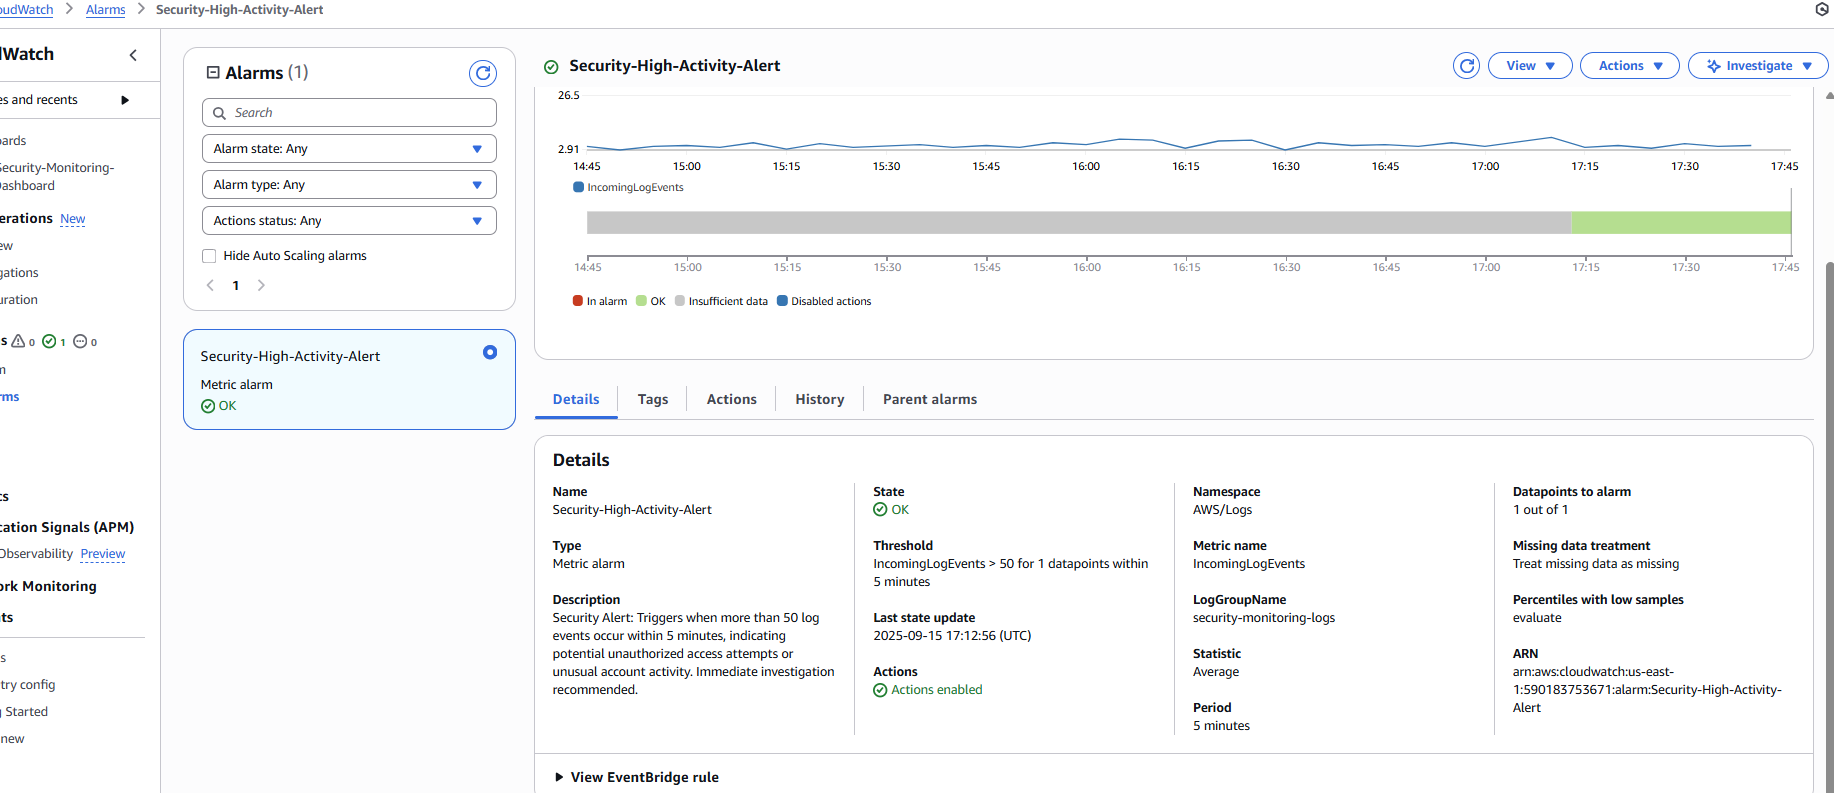 oudWatch > Alarms > Security-High-Activity-Alert
dWatch
es and recents
ards
Security-Monitoring-
Dashboard
erations New
ew
gations
uration
s 0 1 0
m
rms
ts
cation Signals (APM)
Observability Preview
ork Monitoring
ts
s
try config
g Started
new
Alarms (1)
Search
Alarm state: Any
Alarm type: Any
Actions status: Any
Hide Auto Scaling alarms
1
Security-High-Activity-Alert
Metric alarm
OK
Security-High-Activity-Alert
View
Actions
Investigate
26.5
2.91
14:45 15:00 15:15 15:30 15:45 16:00 16:15 16:30 16:45 17:00 17:15 17:30 17:45
IncomingLogEvents
14:45 15:00 15:15 15:30 15:45 16:00 16:15 16:30 16:45 17:00 17:15 17:30 17:45
In alarm OK Insufficient data Disabled actions
Details Tags Actions History Parent alarms
Details
Name
Security-High-Activity-Alert
Type
Metric alarm
Description
Security Alert: Triggers when more than 50 log
events occur within 5 minutes, indicating
potential unauthorized access attempts or
unusual account activity. Immediate investigation
recommended.
State
OK
Threshold
IncomingLogEvents > 50 for 1 datapoints within
5 minutes
Last state update
2025-09-15 17:12:56 (UTC)
Actions
Actions enabled
Namespace
AWS/Logs
Metric name
IncomingLogEvents
LogGroupName
security-monitoring-logs
Statistic
Average
Period
5 minutes
Datapoints to alarm
1 out of 1
Missing data treatment
Treat missing data as missing
Percentiles with low samples
evaluate
ARN
arn:aws:cloudwatch:us-east-
1:590183753671:alarm:Security-High-Activity-
Alert
View EventBridge rule